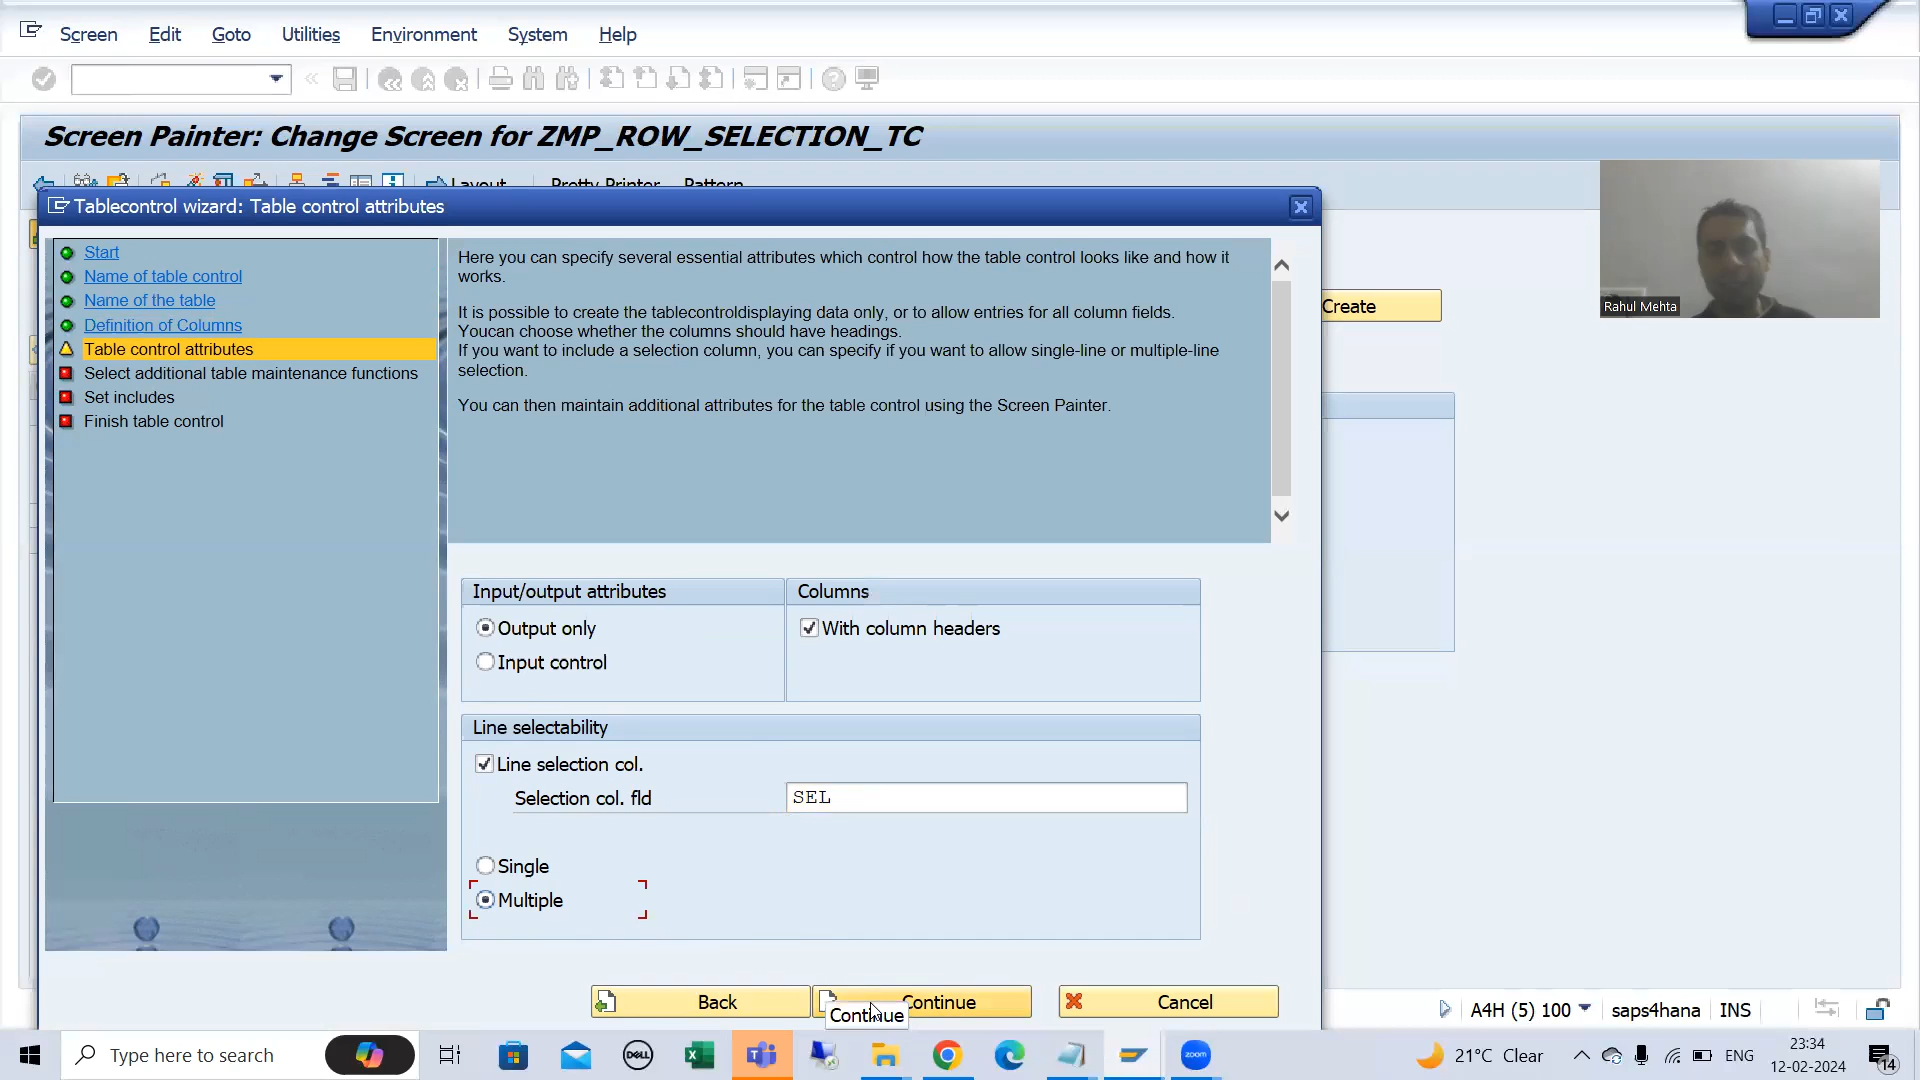 Screen Edit Goto Utilities Environment System Help
Screen Painter: Change Screen for ZMP_ROW_SELECTION_TC
Layout Pretty Printer Pattern
Tablecontrol wizard: Table control attributes
Start
Name of table control
Name of the table
Definition of Columns
Table control attributes
Select additional table maintenance functions
Set includes
Finish table control
Here you can specify several essential attributes which control how the table control looks like and how it
works.
It is possible to create the tablecontroldisplaying data only, or to allow entries for all column fields.
Youcan choose whether the columns should have headings.
If you want to include a selection column, you can specify if you want to allow single-line or multiple-line
selection.
You can then maintain additional attributes for the table control using the Screen Painter.
Create
Rahul Mehta
Input/output attributes
Columns
Output only
With column headers
Input control
Line selectability
Line selection col.
Selection col. fld
SEL
Single
Multiple
Back
Continue
Cancel
Continue
A4H (5) 100 saps4hana INS
Type here to search
DELL
zoom
21°C Clear
ENG
23:34
12-02-2024
14